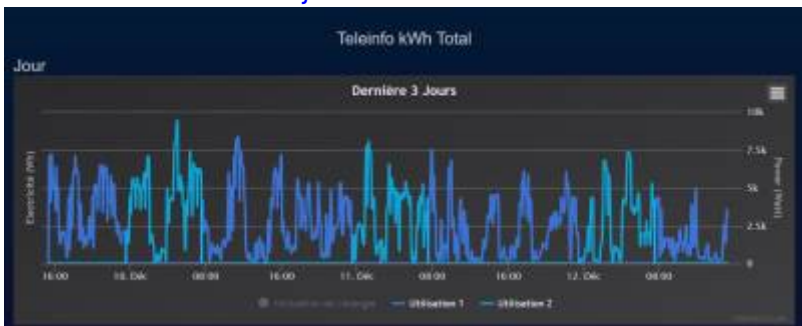 Teleinfo kWh Total
Jour
Dernière 3 Jours
10k
7.5k
5k
2.5k
0
Power (Watt)
16:00 10. Déc 08:00 16:00 11. Déc 08:00 16:00 12. Déc 08:00
Utilisation 1 Utilisation 2